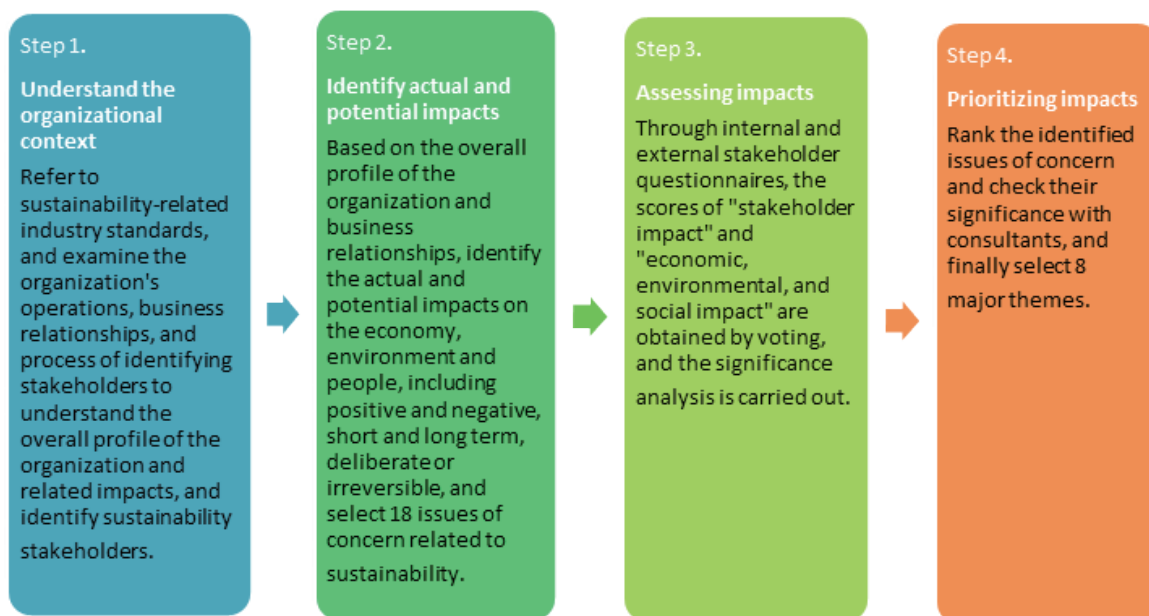 Step 1.
Understand the
organizational
context
Refer to
sustainability-related
industry standards,
and examine the
organization's
operations, business
relationships, and
process of identifying
stakeholders to
understand the
overall profile of the
organization and
related impacts, and
identify sustainability
stakeholders.
Step 2.
Identify actual and
potential impacts
Based on the overall
profile of the
organization and
business
relationships, identify
the actual and
potential impacts on
the economy,
environment and
people, including
positive and negative,
short and long term,
deliberate or
irreversible, and
select 18 issues of
concern related to
sustainability.
Step 3.
Assessing impacts
Through internal and
external stakeholder
questionnaires, the
scores of "stakeholder
impact" and
"economic,
environmental, and
social impact" are
obtained by voting,
and the significance
analysis is carried out.
Step 4.
Prioritizing impacts
Rank the identified
issues of concern
and check their
significance with
consultants, and
finally select 8
major themes.